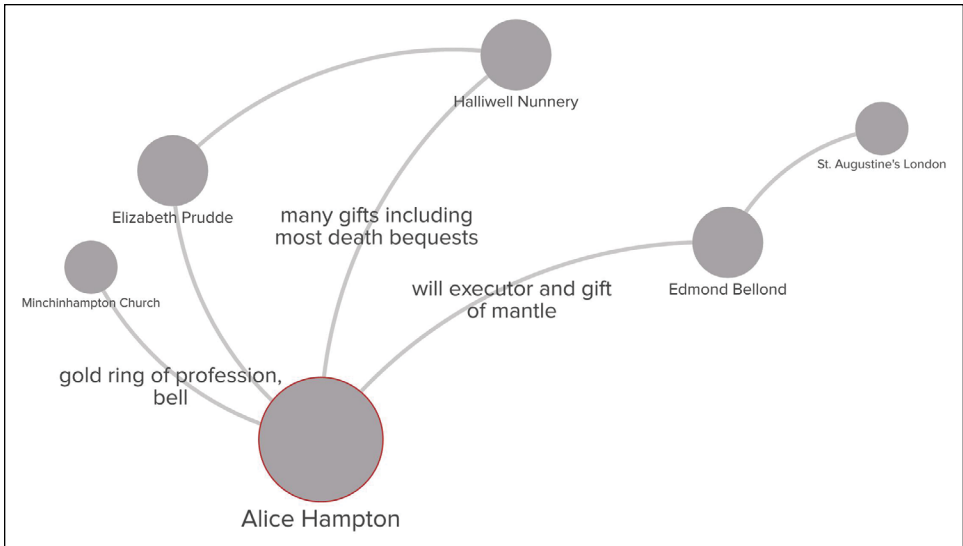 Halliwell Nunnery
St. Augustine's London
Elizabeth Prudde
many gifts including
most death bequests
Edmond Bellond
Minchinhampton Church
will executor and gift
of mantle
gold ring of profession,
bell
Alice Hampton